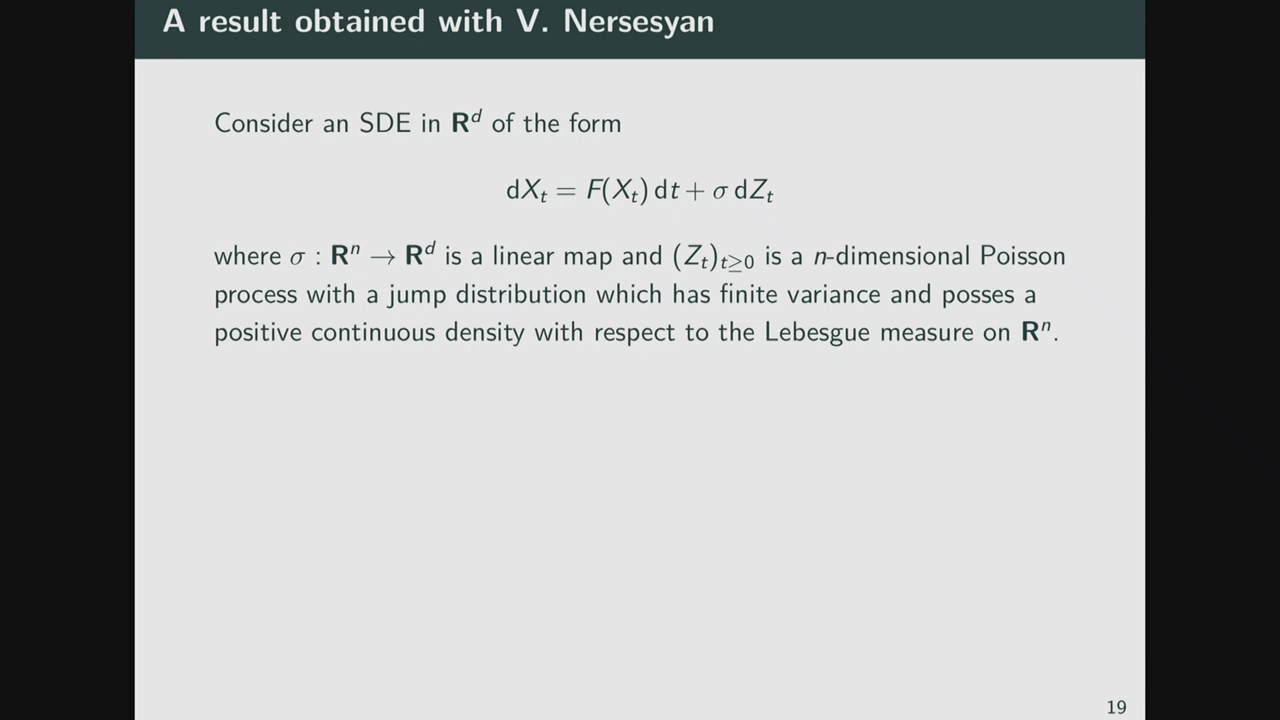 A result obtained with V. Nersesyan
Consider an SDE in R^d of the form
dX_t = F(X_t) dt + σ dZ_t
where σ : R^n → R^d is a linear map and (Z_t)_{t≥0} is a n-dimensional Poisson
process with a jump distribution which has finite variance and posses a
positive continuous density with respect to the Lebesgue measure on R^n.
19